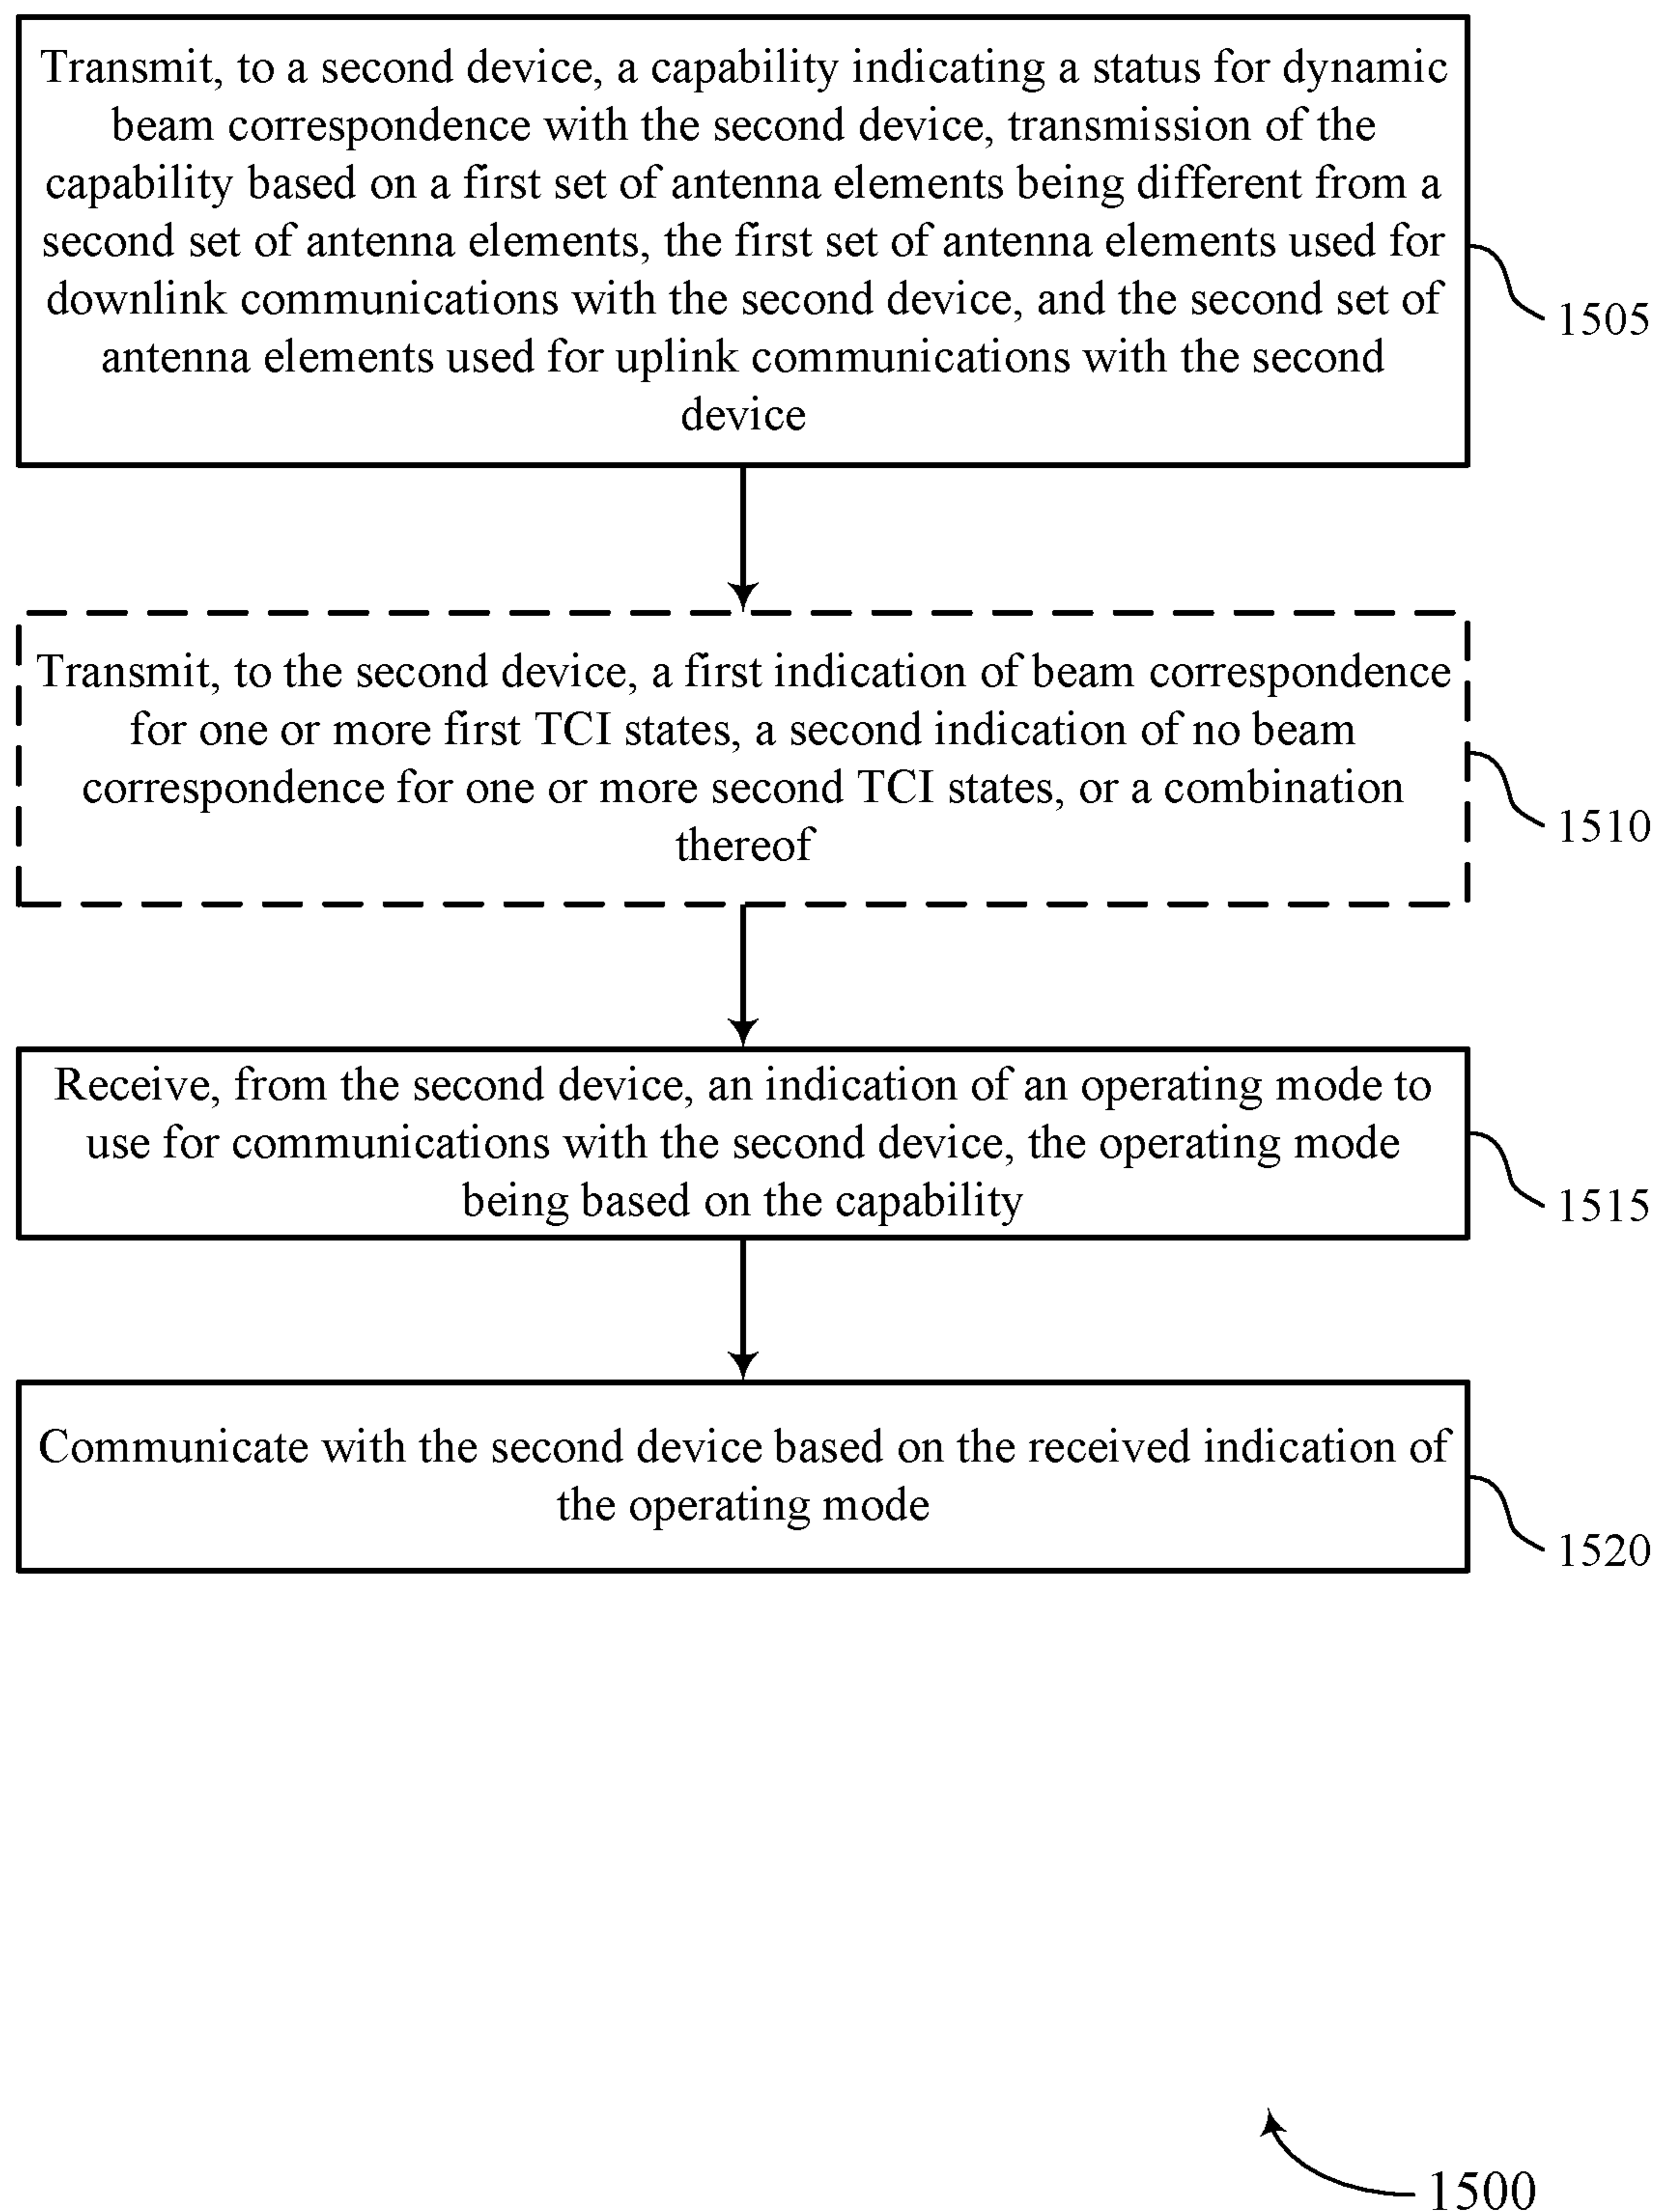 Transmit, to a second device, a capability indicating a status for dynamic
beam correspondence with the second device, transmission of the
capability based on a first set of antenna elements being different from a
second set of antenna elements, the first set of antenna elements used for
downlink communications with the second device, and the second set of
antenna elements used for uplink communications with the second
device
1505
Transmit, to the second device, a first indication of beam correspondence
for one or more first TCI states, a second indication of no beam
correspondence for one or more second TCI states, or a combination
thereof
1510
Receive, from the second device, an indication of an operating mode to
use for communications with the second device, the operating mode
being based on the capability
1515
Communicate with the second device based on the received indication of
the operating mode
1520
1500